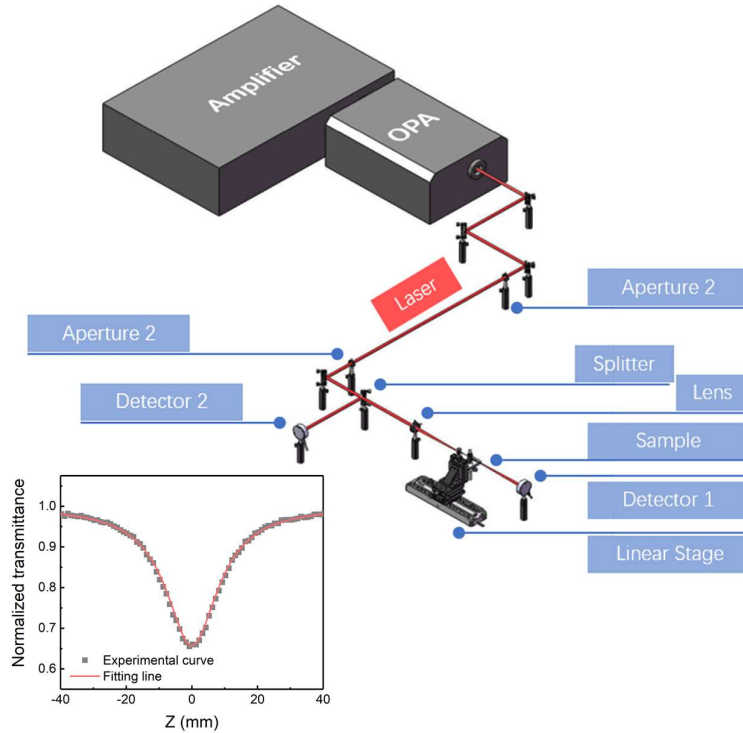 Amplifier
OPA
Laser
Aperture 2
Aperture 2
Splitter
Lens
Detector 2
Sample
Detector 1
Linear Stage
Normalized transmittance
1.0
0.9
0.8
0.7
0.6
Experimental curve
Fitting line
-40 -20 0 20 40
Z (mm)